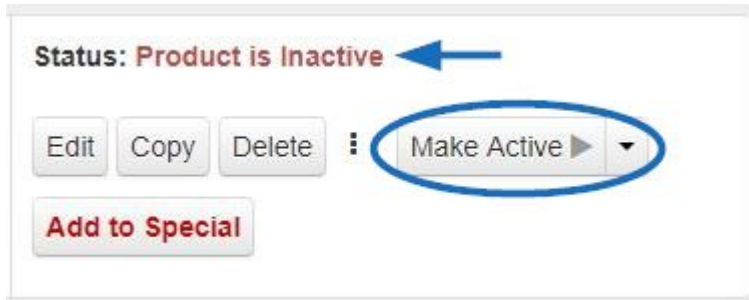 Status: Product is Inactive
Edit Copy Delete Make Active
Add to Special